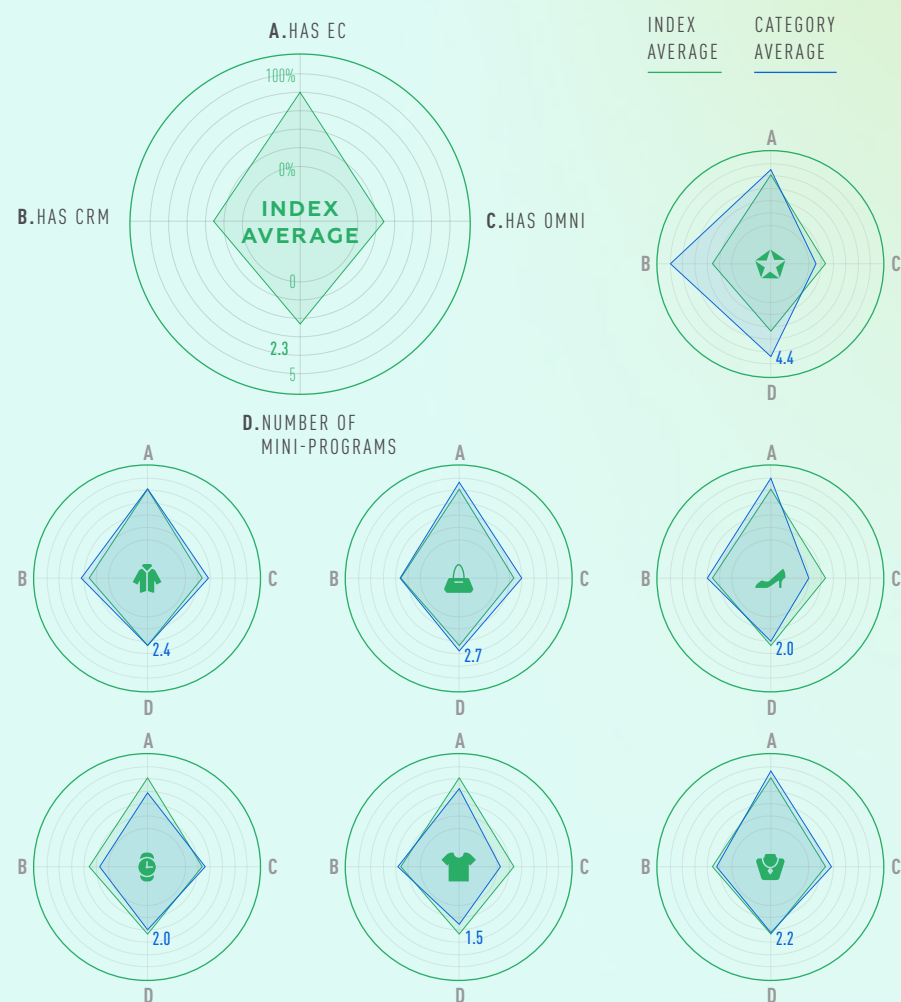 A.HAS EC
INDEX
AVERAGE
CATEGORY
AVERAGE
100%
0%
B.HAS CRM
INDEX
AVERAGE
C.HAS OMNI
0
2.3
5
D.NUMBER OF
MINI-PROGRAMS
A
B
C
4.4
D
A
B
C
2.4
D
A
B
C
2.7
D
A
B
C
2.0
D
A
B
C
2.0
D
A
B
C
1.5
D
A
B
C
2.2
D